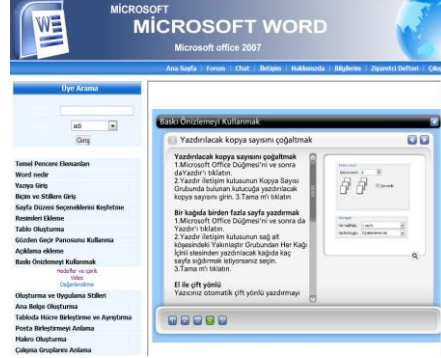 MİCROSOFT
MİCROSOFT WORD
Microsoft office 2007
Ana Sayfa | Forum | Chat | İletişim | Hakkımızda | Bilgilerim | Ziyaretçi Defteri | Çıkış
Üye Arama
adi
Giriş
Temel Pencere Elemanları
Word nedir
Yazıya Giriş
Biçim ve Stillere Giriş
Sayfa Düzeni Seçeneklerini Keşfetme
Resimleri Ekleme
Tablo Oluşturma
Gözden Geçir Panosunu Kullanma
Açıklama ekleme
Baskı Önizlemeyi Kullanmak
Hedefler ve içerik
Video
Değerlendirme
Oluşturma ve Uygulama Stilleri
Ana Belge Oluşturma
Tabloda Hücre Birleştirme ve Ayrıştırma
Posta Birleştirmeyi Anlama
Makro Oluşturma
Çalışma Gruplarını Anlama
Baskı Önizlemeyi Kullanmak
Yazdırılacak kopya sayısını çoğaltmak
Yazdırılacak kopya sayısını çoğaltmak
1.Microsoft Office Düğmesi'ni ve sonra
daYazdır'ı tıklatın.
2.Yazdır iletişim kutusunun Kopya Sayısı
Grubunda bulunan kutucuğa yazdırılacak
kopya sayısını girin. 3.Tama m'ı tıklatın
Bir kağıda birden fazla sayfa yazdırmak
1.Microsoft Office Düğmesi'ni ve sonra da
Yazdır'ı tıklatın.
2.Yazdır iletişim kutusunun sağ alt
köşesindeki Yakınlaştır Grubundan Her Kağı
İçinİ stesinden yazdırılacak kağıda kaç
sayfa sığdırmak istiyorsanız seçin.
3.Tama m'ı tıklatın.
El ile çift yönlü
Yazıcınız otomatik çift yönlü yazdırmayı